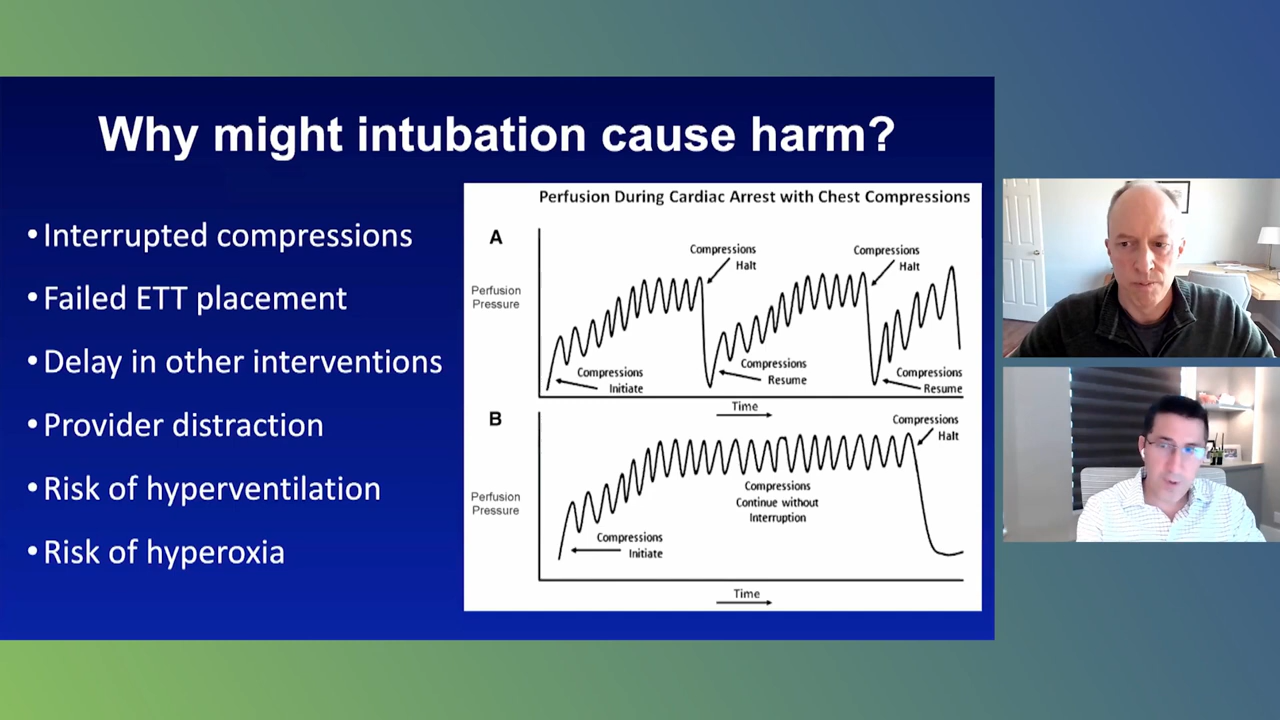 Why might intubation cause harm?
• Interrupted compressions
• Failed ETT placement
• Delay in other interventions
• Provider distraction
• Risk of hyperventilation
• Risk of hyperoxia
Perfusion During Cardiac Arrest with Chest Compressions
A
Compressions
Halt
Compressions
Halt
Perfusion
Pressure
Compressions
Initiate
Compressions
Resume
Compressions
Resume
Time
B
Compressions
Halt
Perfusion
Pressure
Compressions
Continue without
Interruption
Compressions
Initiate
Time